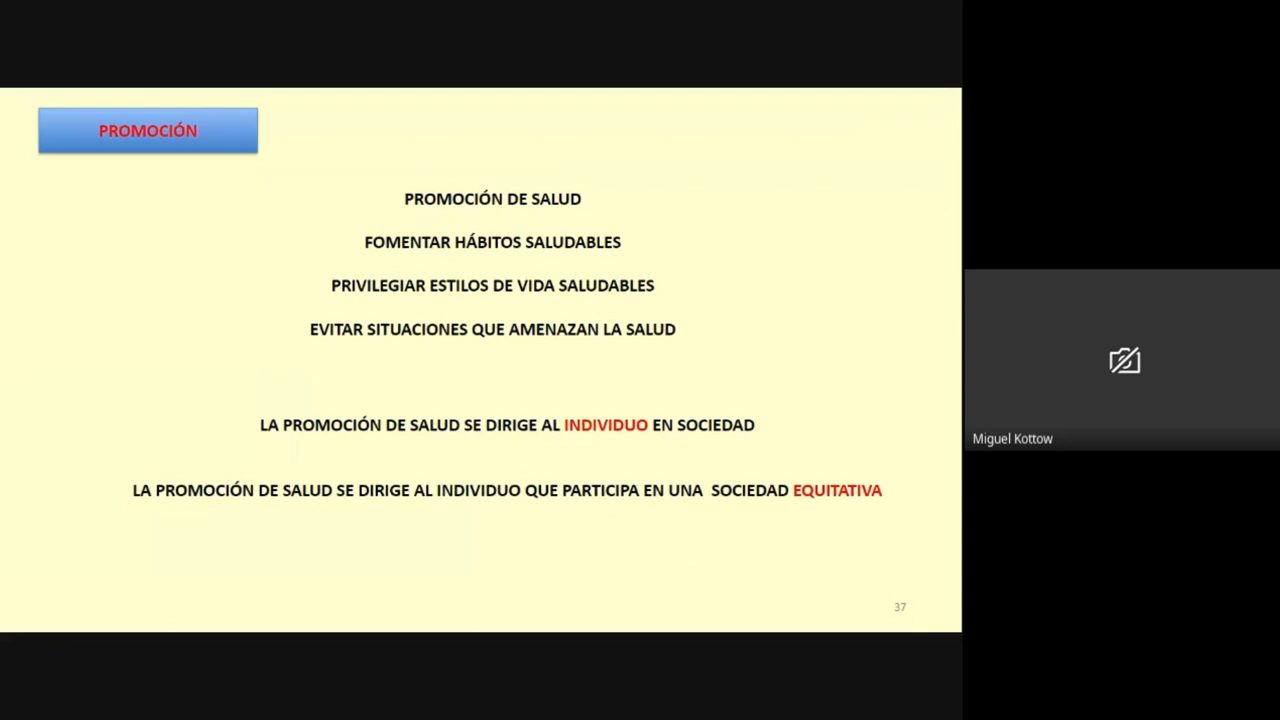 PROMOCIÓN
PROMOCIÓN DE SALUD
FOMENTAR HÁBITOS SALUDABLES
PRIVILEGIAR ESTILOS DE VIDA SALUDABLES
EVITAR SITUACIONES QUE AMENAZAN LA SALUD
LA PROMOCIÓN DE SALUD SE DIRIGE AL INDIVIDUO EN SOCIEDAD
LA PROMOCIÓN DE SALUD SE DIRIGE AL INDIVIDUO QUE PARTICIPA EN UNA SOCIEDAD EQUITATIVA
37
Miguel Kottow